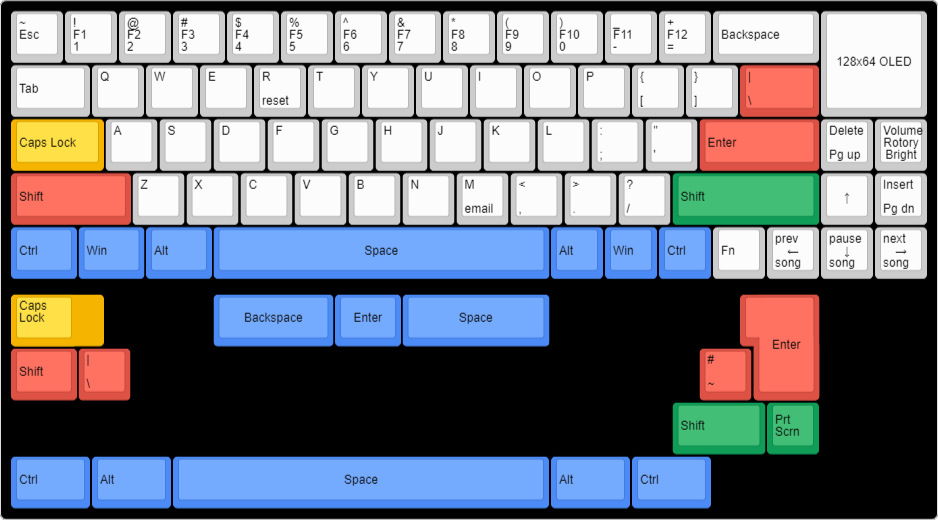 ~
Esc
!
F1
1
@
F2
2
#
F3
3
$
F4
4
%
F5
5
^
F6
6
&
F7
7
*
F8
8
(
F9
9
)
F10
0
_
F11
-
+
F12
=
Backspace
128x64 OLED
Tab
Q
W
E
R
reset
T
Y
U
I
O
P
{
[
}
]
|
\
Caps Lock
A
S
D
F
G
H
J
K
L
:
;
"
'
Enter
Delete
Pg up
Volume
Rotory
Bright
Shift
Z
X
C
V
B
N
M
email
<
,
>
.
?
/
Shift
↑
Insert
Pg dn
Ctrl
Win
Alt
Space
Alt
Win
Ctrl
Fn
prev
←
song
pause
↓
song
next
→
song
Caps
Lock
Backspace
Enter
Space
Enter
Shift
|
\
#
~
Shift
Prt
Scrn
Ctrl
Alt
Space
Alt
Ctrl